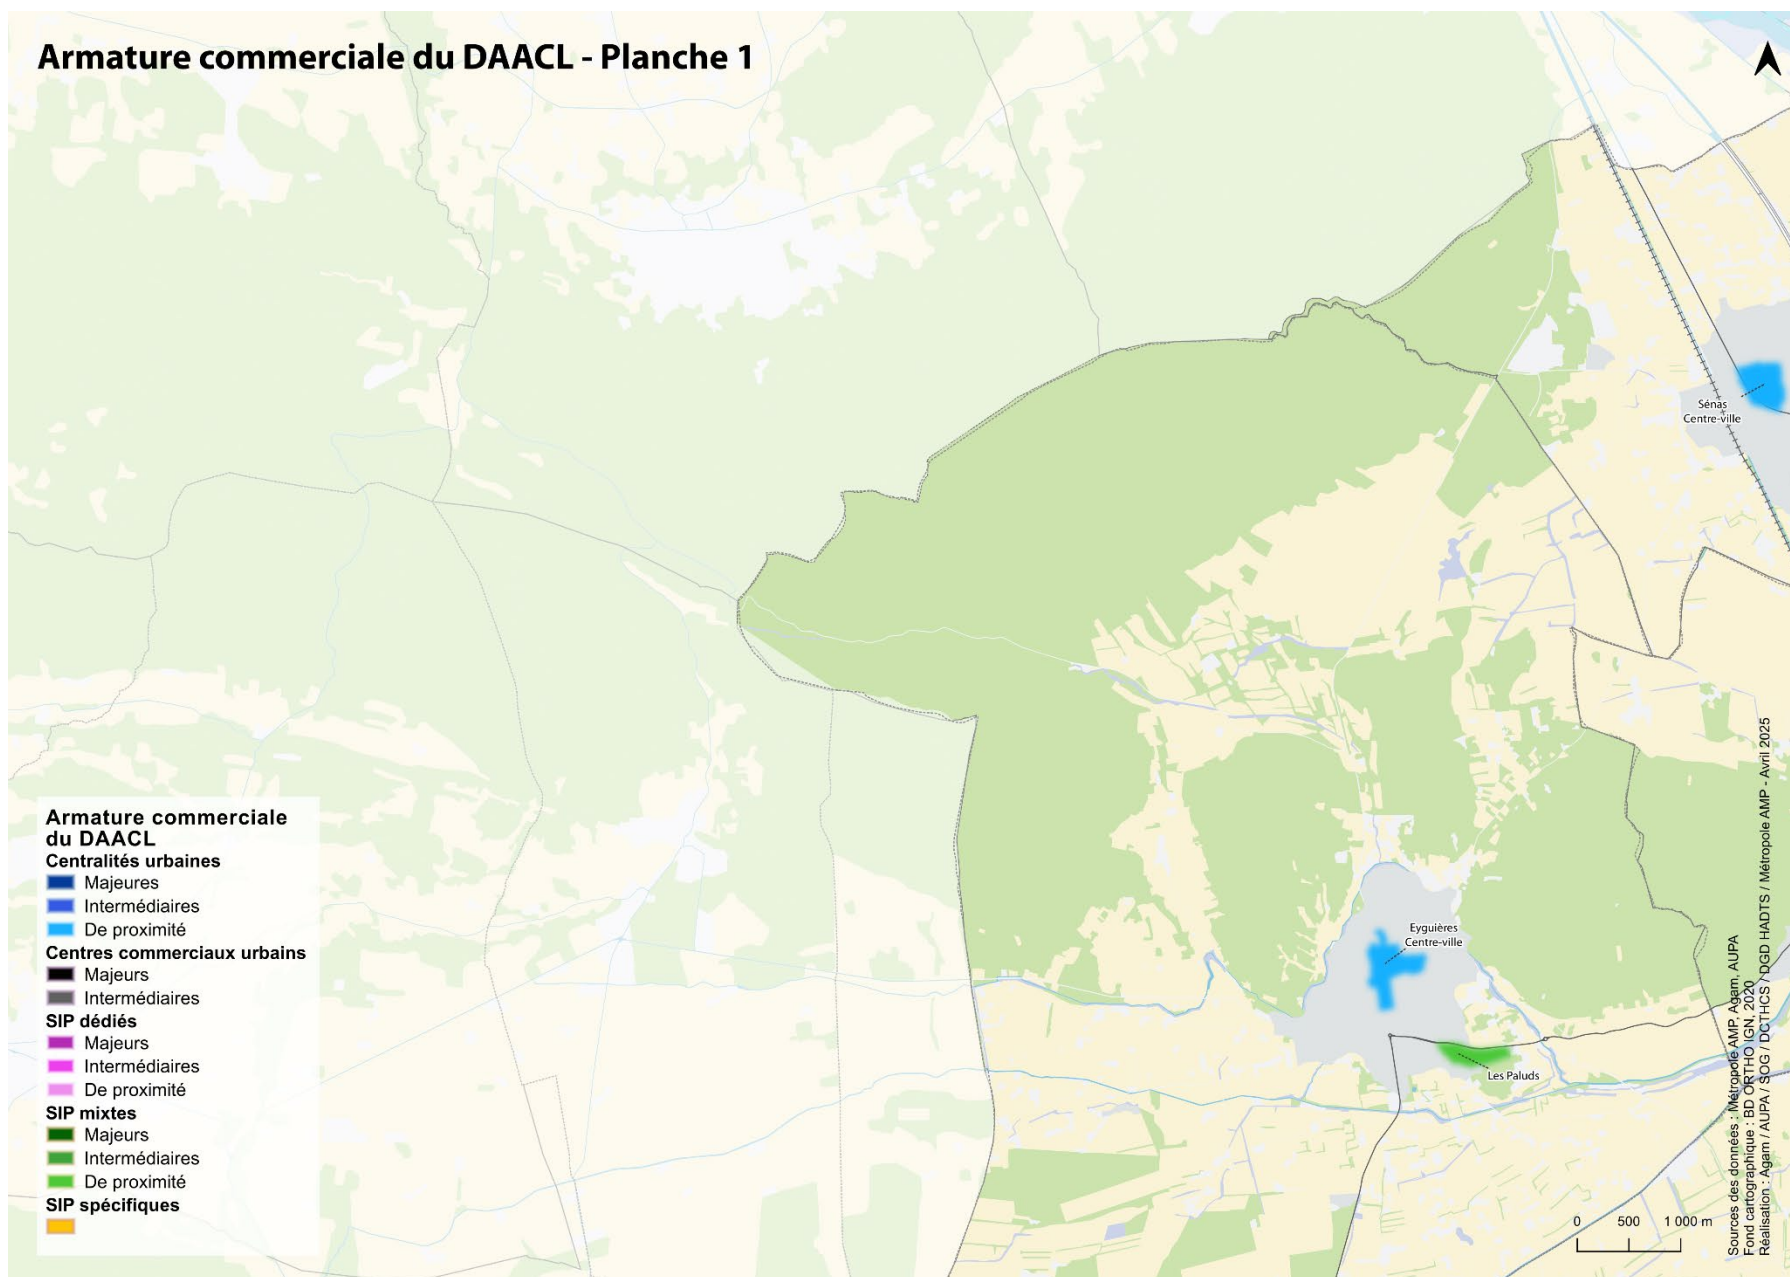 Armature commerciale du DAACL - Planche 1
Sénas
Centre-ville
Eyguières
Centre-ville
Les Paluds
Armature commerciale
du DAACL
Centralités urbaines
Majeures
Intermédiaires
De proximité
Centres commerciaux urbains
Majeurs
Intermédiaires
SIP dédiés
Majeurs
Intermédiaires
De proximité
SIP mixtes
Majeurs
Intermédiaires
De proximité
SIP spécifiques
0 500 1 000 m
Sources des données : Métropole AMP, Agam, AUPA
Fond cartographique : BD ORTHO IGN, 2020
Réalisation : Agam / AUPA / SOG / DCTHCS / DGD HADTS / Métropole AMP - Avril 2025